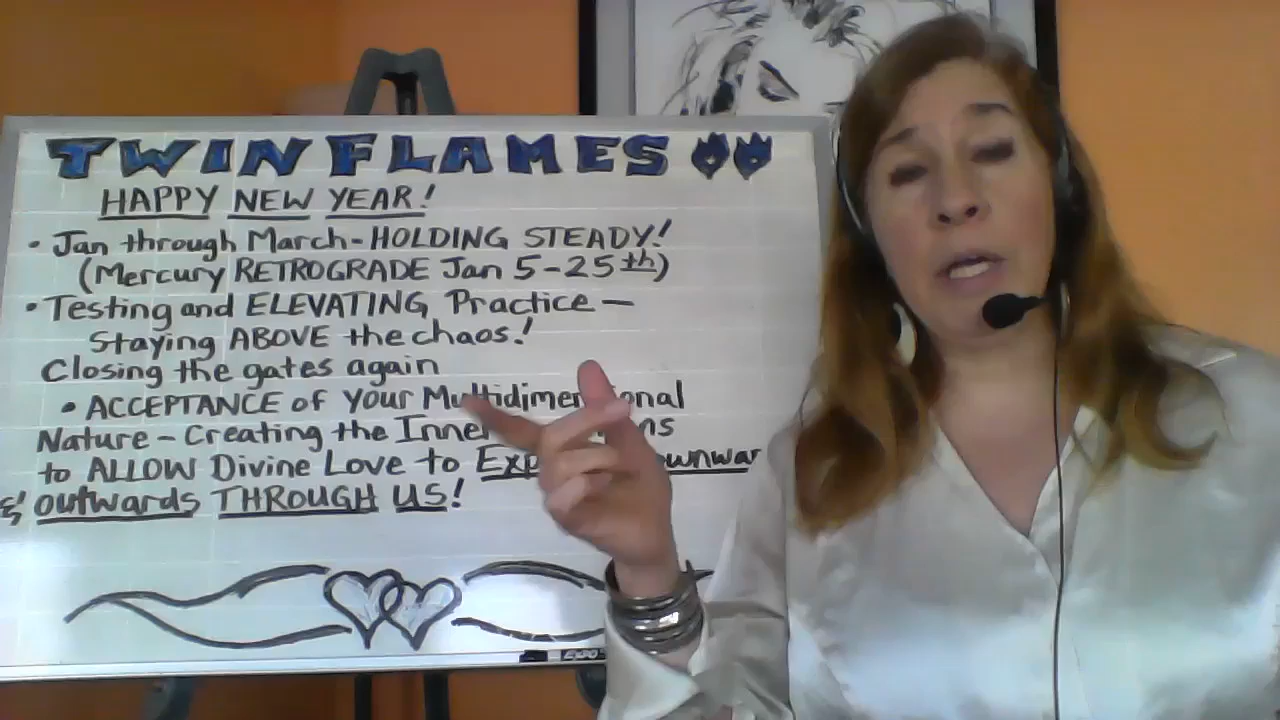 TWIN FLAMES
HAPPY NEW YEAR!
• Jan through March - HOLDING STEADY!
(Mercury RETROGRADE Jan 5-25th)
• Testing and ELEVATING Practice —
Staying ABOVE the chaos!
Closing the gates again
• ACCEPTANCE of your Multidimensional
Nature - Creating the Inner
to ALLOW Divine Love to
& outwards THROUGH US!
EXPO